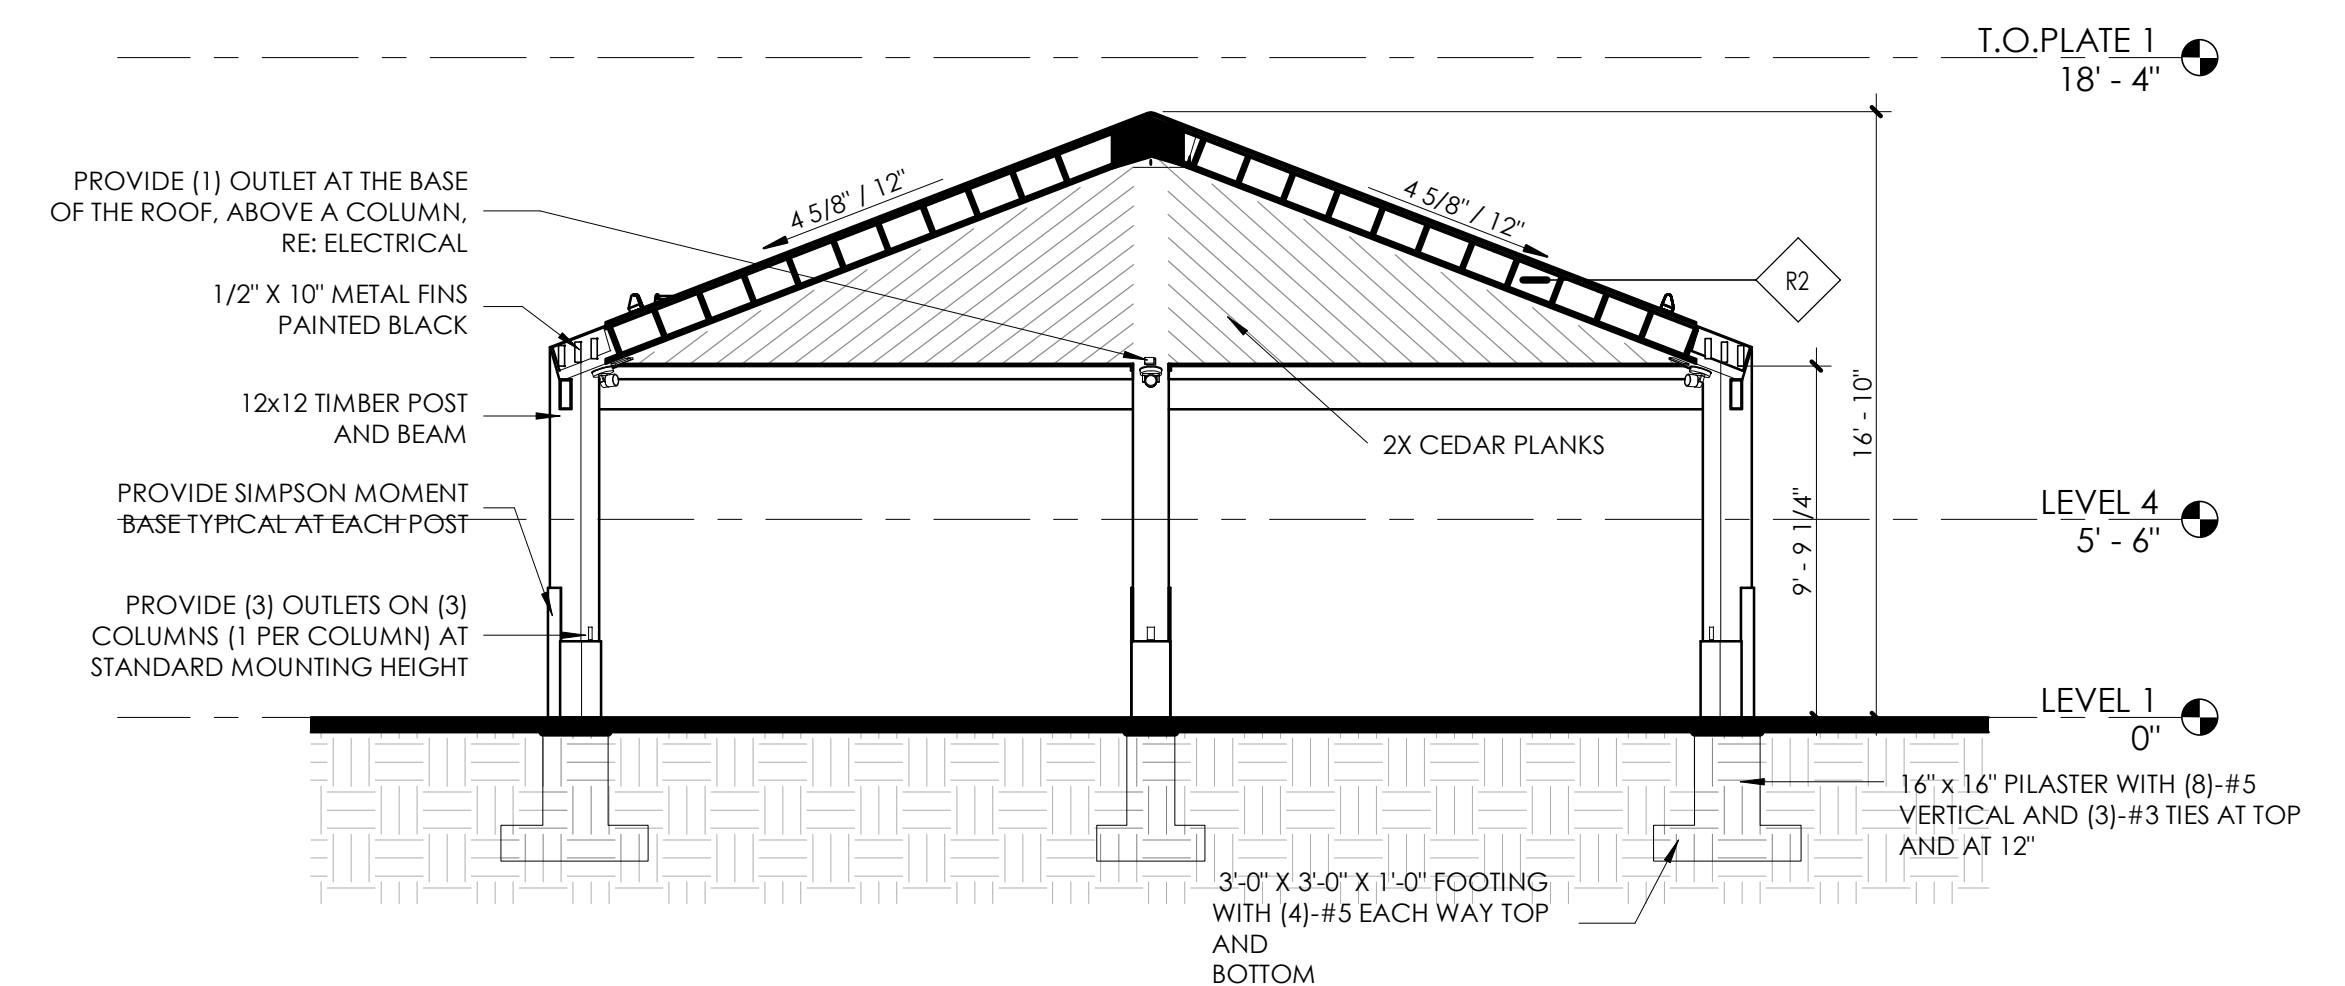 T.O.PLATE 1
18' - 4"
PROVIDE (1) OUTLET AT THE BASE
OF THE ROOF, ABOVE A COLUMN,
RE: ELECTRICAL
4 5/8" / 12"
4 5/8" / 12"
R2
1/2" X 10" METAL FINS
PAINTED BLACK
12x12 TIMBER POST
AND BEAM
2X CEDAR PLANKS
16' - 10"
9' - 9 1/4"
PROVIDE SIMPSON MOMENT
BASE TYPICAL AT EACH POST
LEVEL 4
5' - 6"
PROVIDE (3) OUTLETS ON (3)
COLUMNS (1 PER COLUMN) AT
STANDARD MOUNTING HEIGHT
LEVEL 1
0"
16" x 16" PILASTER WITH (8)-#5
VERTICAL AND (3)-#3 TIES AT TOP
AND AT 12"
3'-0" X 3'-0" X 1'-0" FOOTING
WITH (4)-#5 EACH WAY TOP
AND
BOTTOM